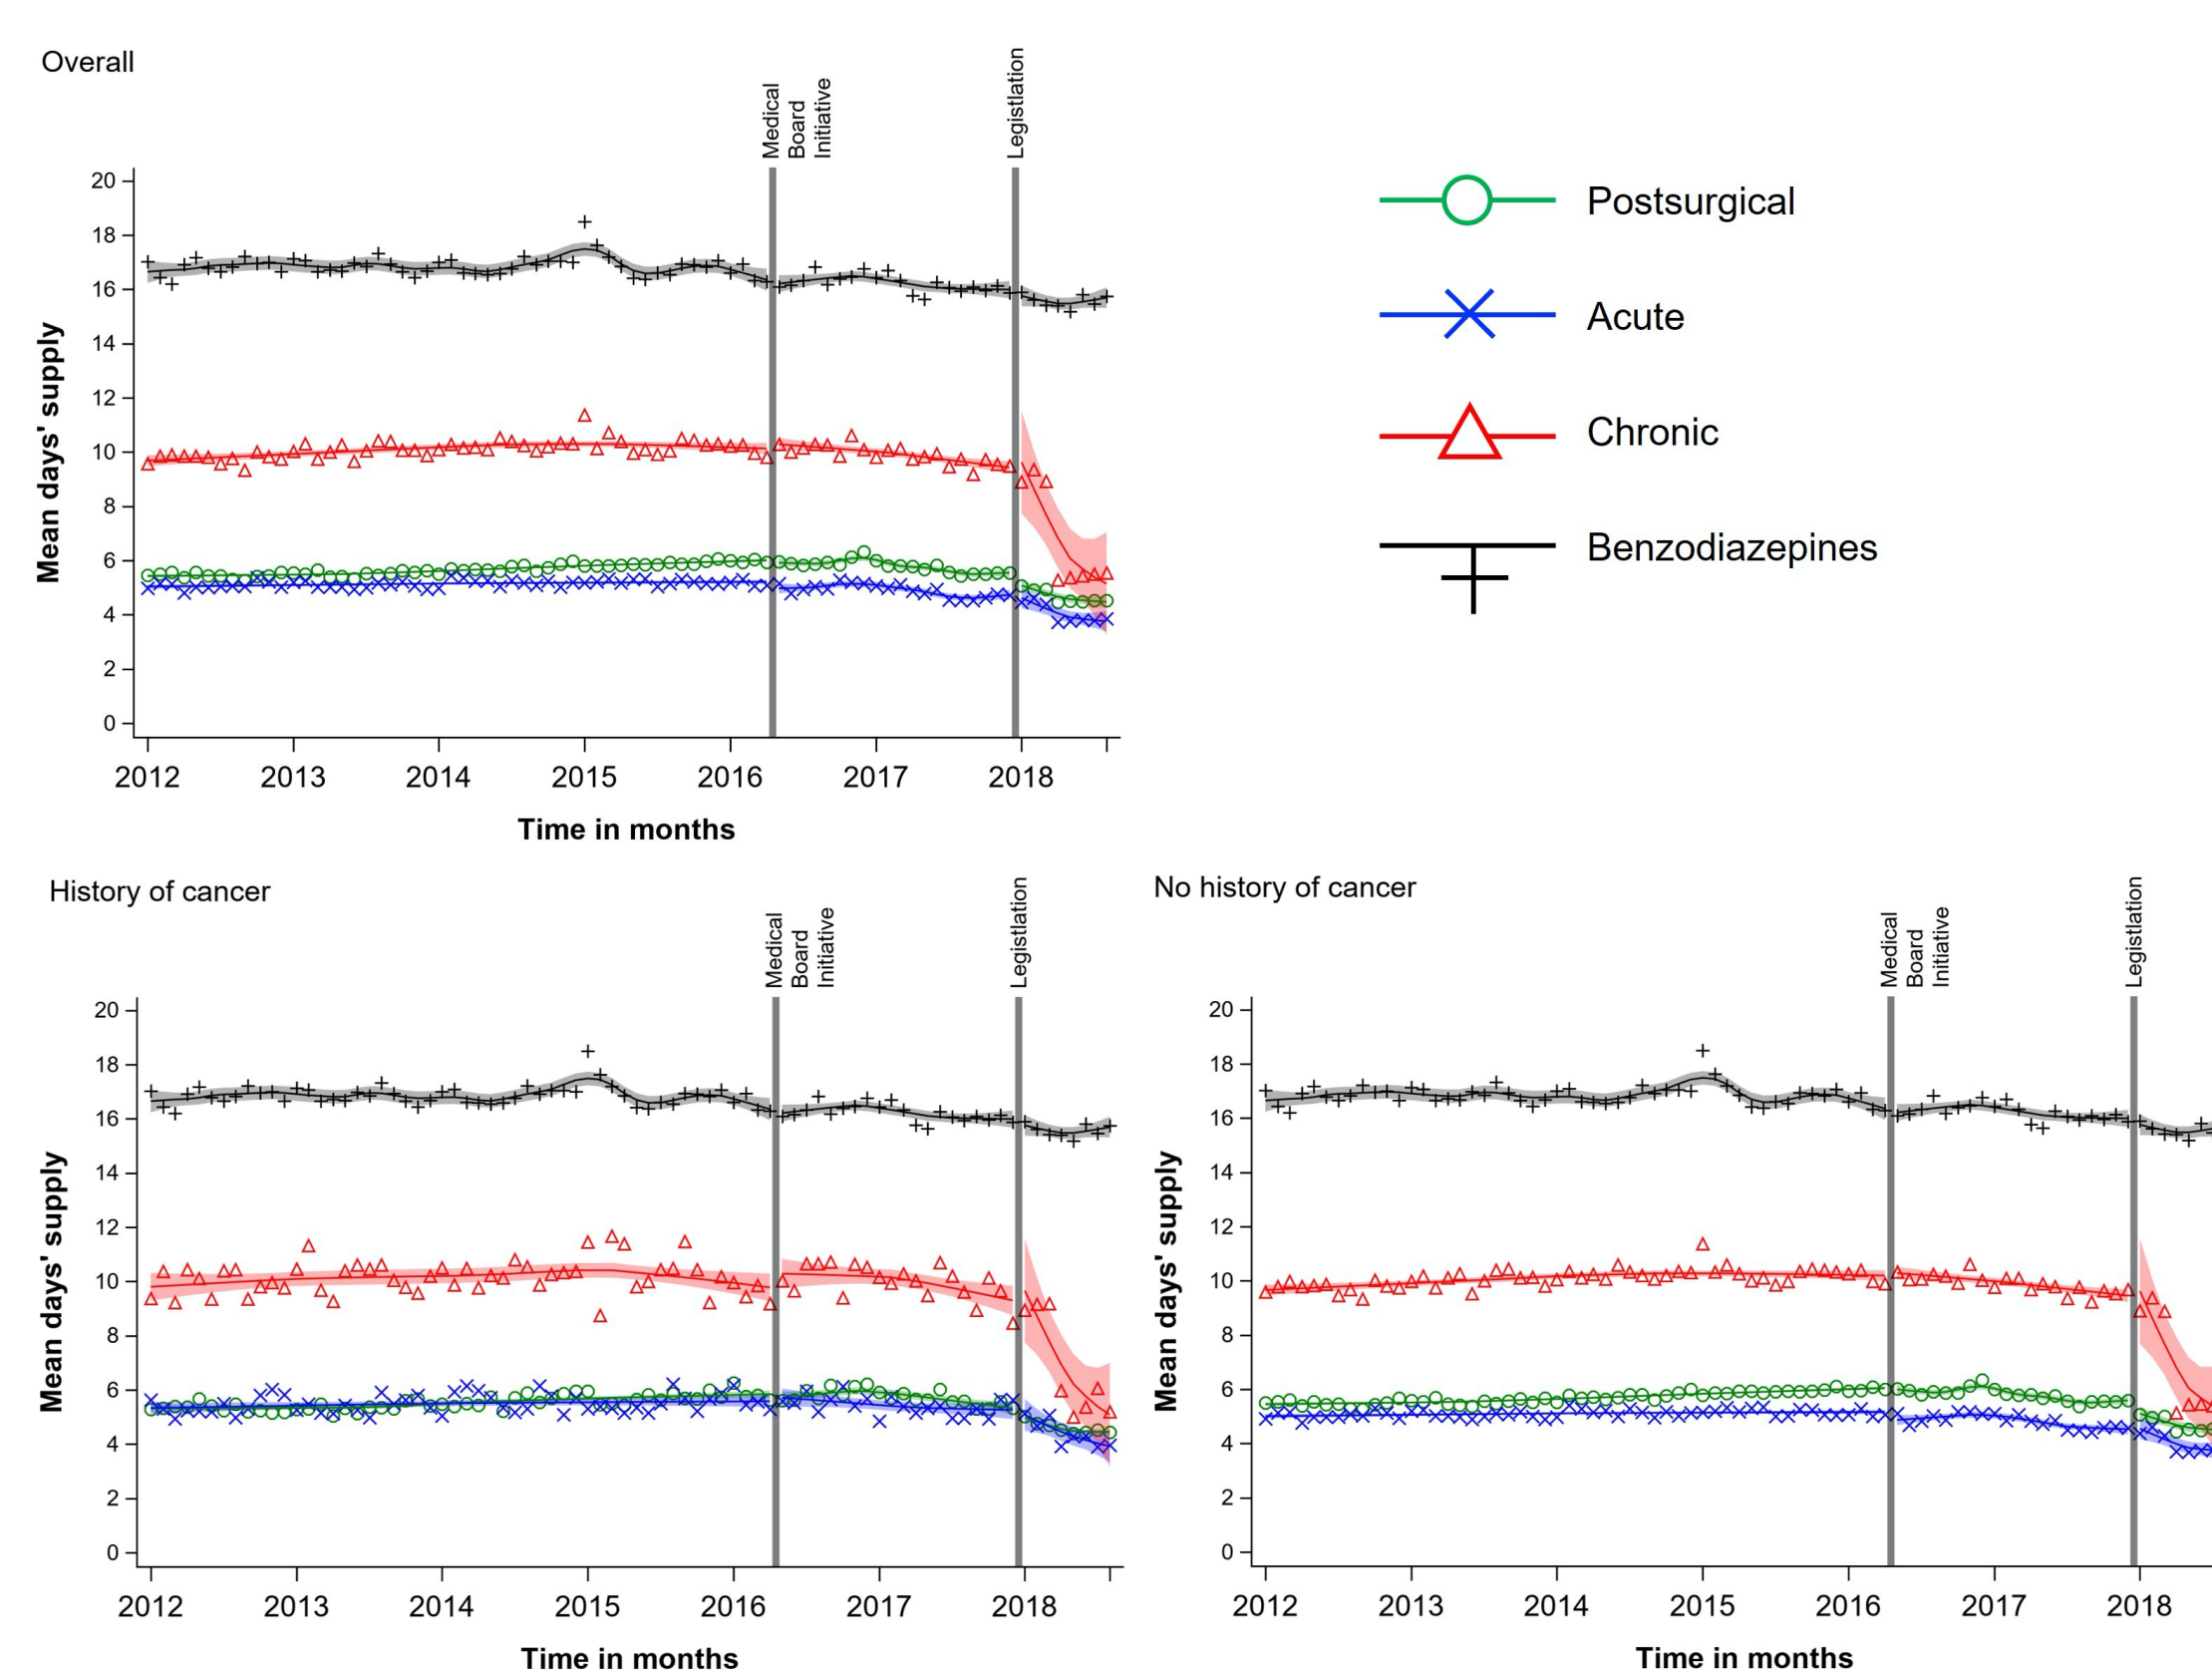 Overall
Medical
Board
Initiative
Legistlation
20
18
16
14
12
10
8
6
4
2
0
Mean days' supply
2012 2013 2014 2015 2016 2017 2018
Time in months
Postsurgical
Acute
Chronic
Benzodiazepines
History of cancer
Medical
Board
Initiative
Legistlation
20
18
16
14
12
10
8
6
4
2
0
Mean days' supply
2012 2013 2014 2015 2016 2017 2018
Time in months
No history of cancer
Medical
Board
Initiative
Legistlation
20
18
16
14
12
10
8
6
4
2
0
Mean days' supply
2012 2013 2014 2015 2016 2017 2018
Time in months